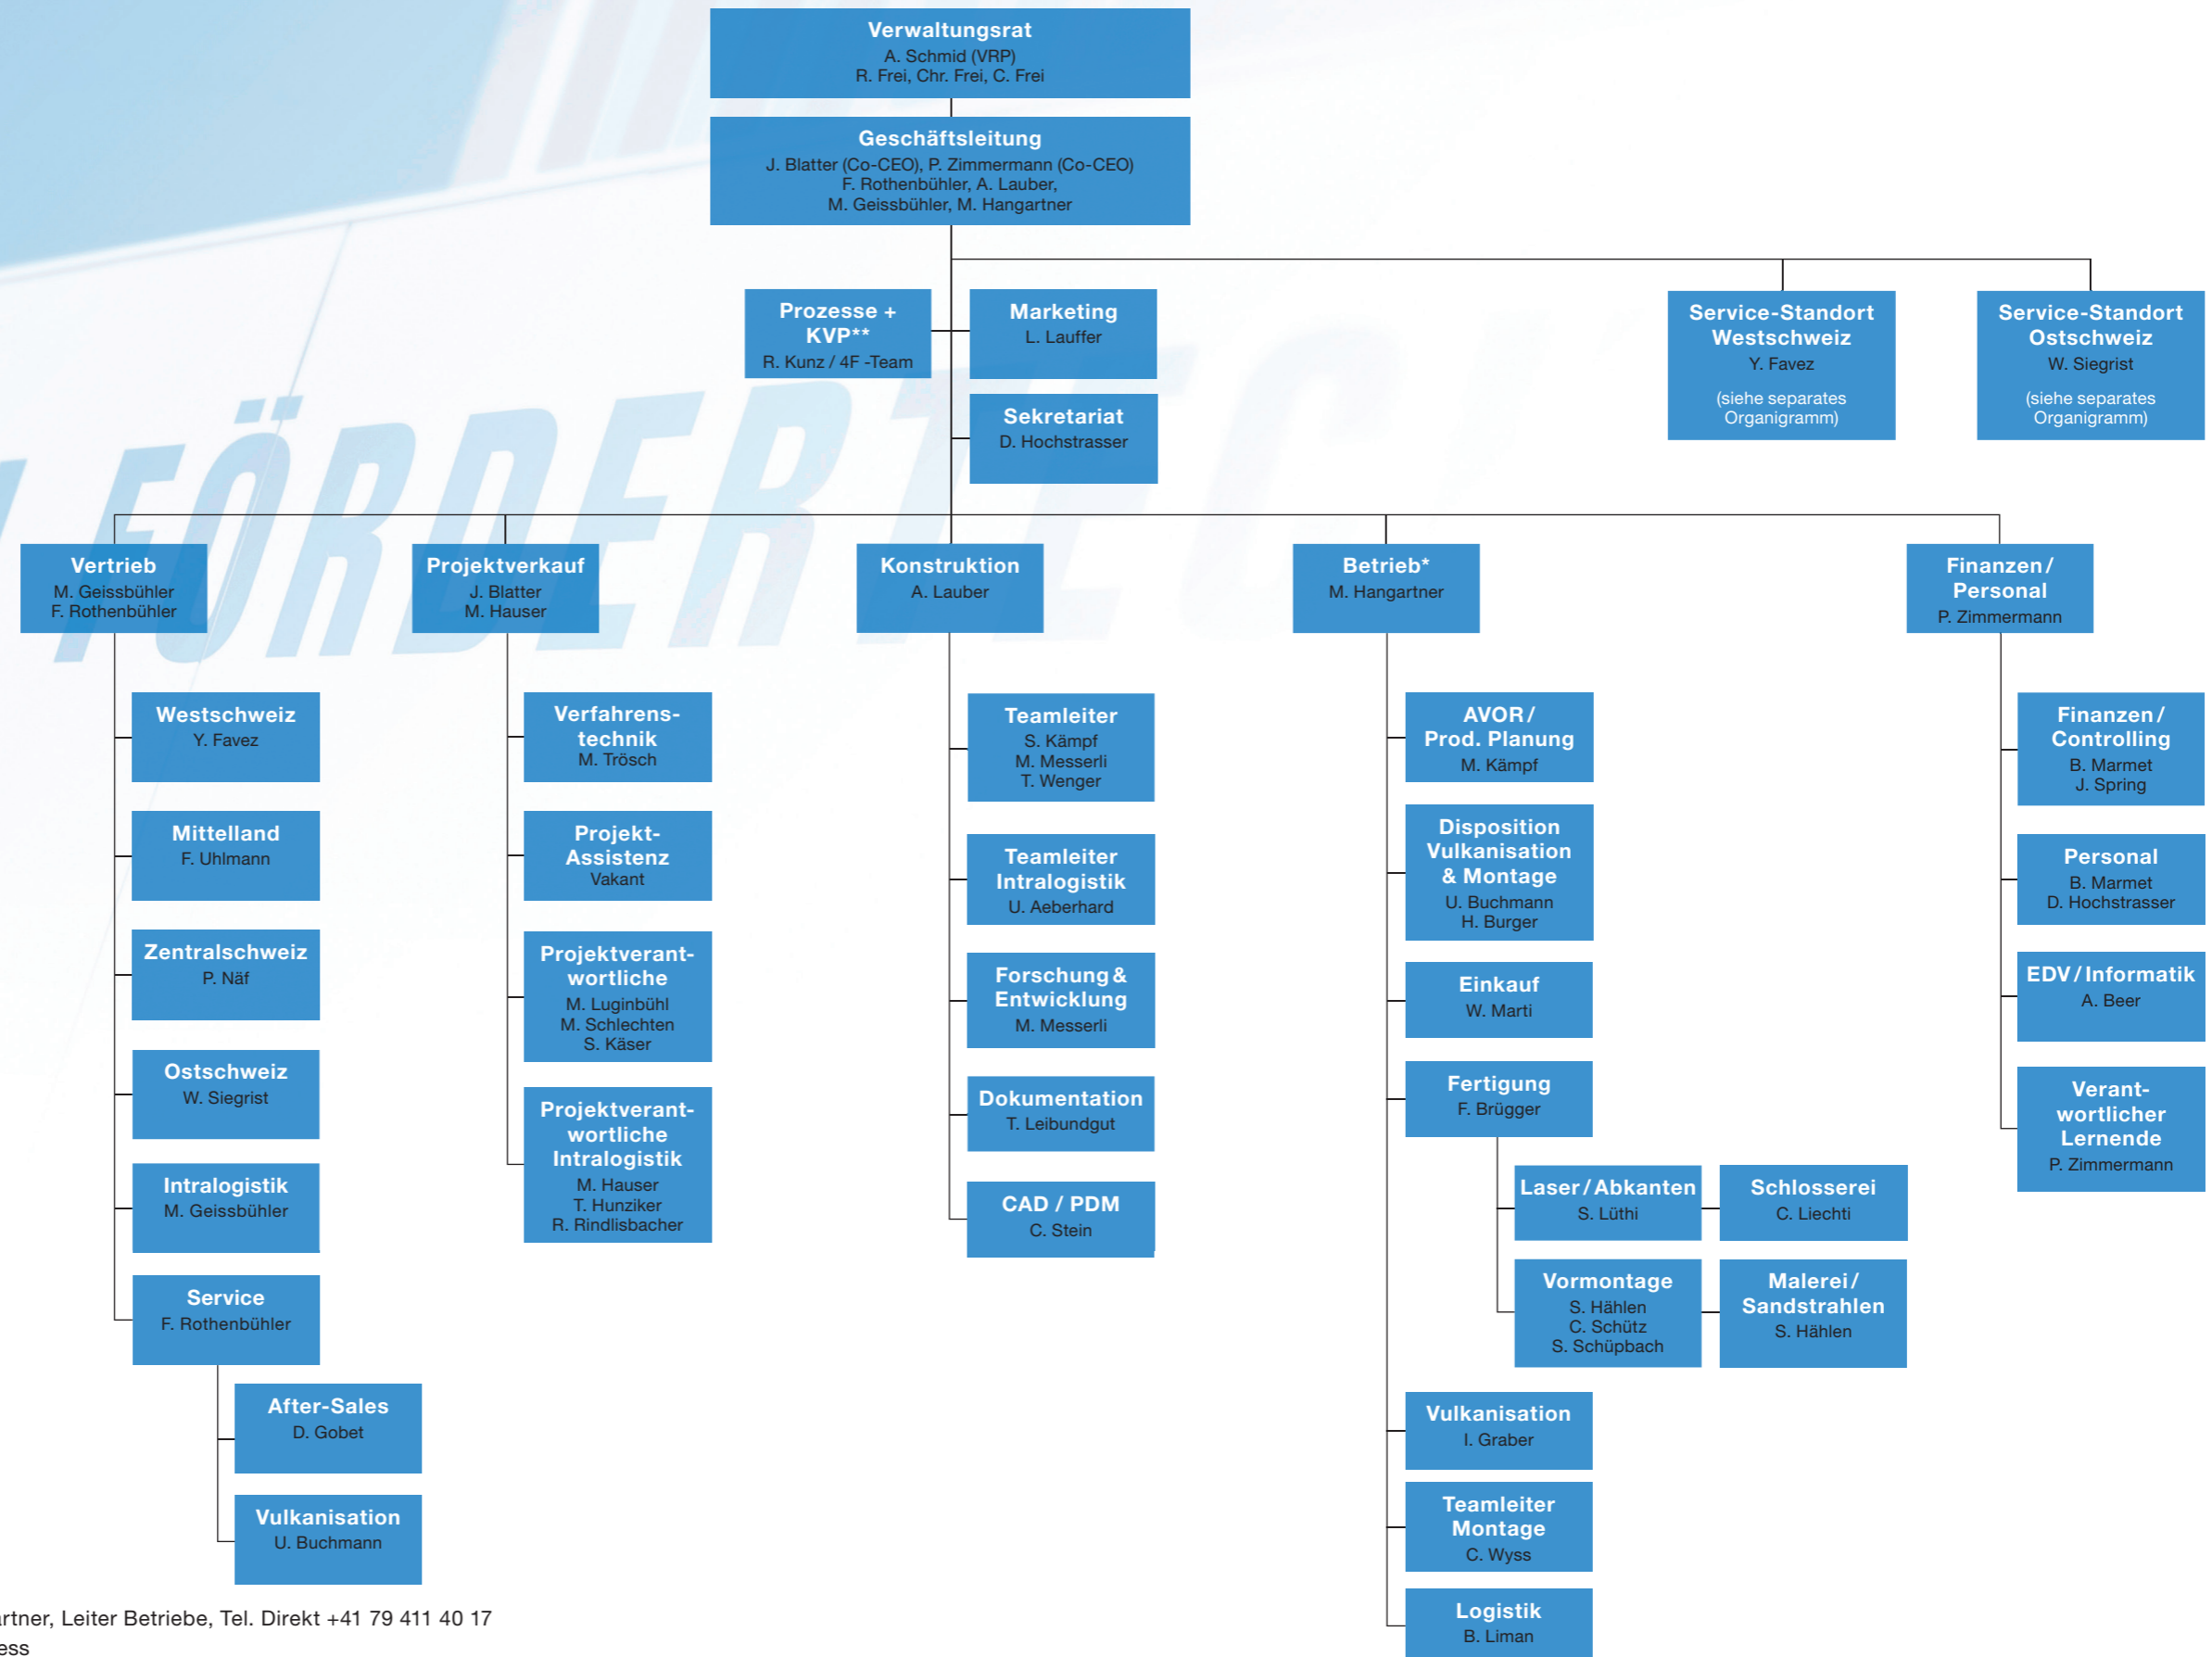 Verwaltungsrat
A. Schmid (VRP)
R. Frei, Chr. Frei, C. Frei
Geschäftsleitung
J. Blatter (Co-CEO), P. Zimmermann (Co-CEO)
F. Rothenbühler, A. Lauber,
M. Geissbühler, M. Hangartner
Prozesse +
KVP**
R. Kunz / 4F -Team
Marketing
L. Lauffer
Sekretariat
D. Hochstrasser
Service-Standort
Westschweiz
Y. Favez
(siehe separates
Organigramm)
Service-Standort
Ostschweiz
W. Siegrist
(siehe separates
Organigramm)
FÖRDERTEC
Vertrieb
M. Geissbühler
F. Rothenbühler
Westschweiz
Y. Favez
Mittelland
F. Uhlmann
Zentralschweiz
P. Näf
Ostschweiz
W. Siegrist
Intralogistik
M. Geissbühler
Service
F. Rothenbühler
After-Sales
D. Gobet
Vulkanisation
U. Buchmann
Projektverkauf
J. Blatter
M. Hauser
Verfahrens-
technik
M. Trösch
Projekt-
Assistenz
Vakant
Projektverant-
wortliche
M. Luginbühl
M. Schlechten
S. Käser
Projektverant-
wortliche
Intralogistik
M. Hauser
T. Hunziker
R. Rindlisbacher
Konstruktion
A. Lauber
Teamleiter
S. Kämpf
M. Messerli
T. Wenger
Teamleiter
Intralogistik
U. Aeberhard
Forschung &
Entwicklung
M. Messerli
Dokumentation
T. Leibundgut
CAD / PDM
C. Stein
Betrieb*
M. Hangartner
AVOR /
Prod. Planung
M. Kämpf
Disposition
Vulkanisation
& Montage
U. Buchmann
H. Burger
Einkauf
W. Marti
Fertigung
F. Brügger
Laser / Abkanten
S. Lüthi
Schlosserei
C. Liechti
Vormontage
S. Hählen
C. Schütz
S. Schüpbach
Malerei /
Sandstrahlen
S. Hählen
Vulkanisation
I. Graber
Teamleiter
Montage
C. Wyss
Logistik
B. Liman
Finanzen /
Personal
P. Zimmermann
Finanzen /
Controlling
B. Marmet
J. Spring
Personal
B. Marmet
D. Hochstrasser
EDV / Informatik
A. Beer
Verant-
wortlicher
Lernende
P. Zimmermann
artner, Leiter Betriebe, Tel. Direkt +41 79 411 40 17
ess